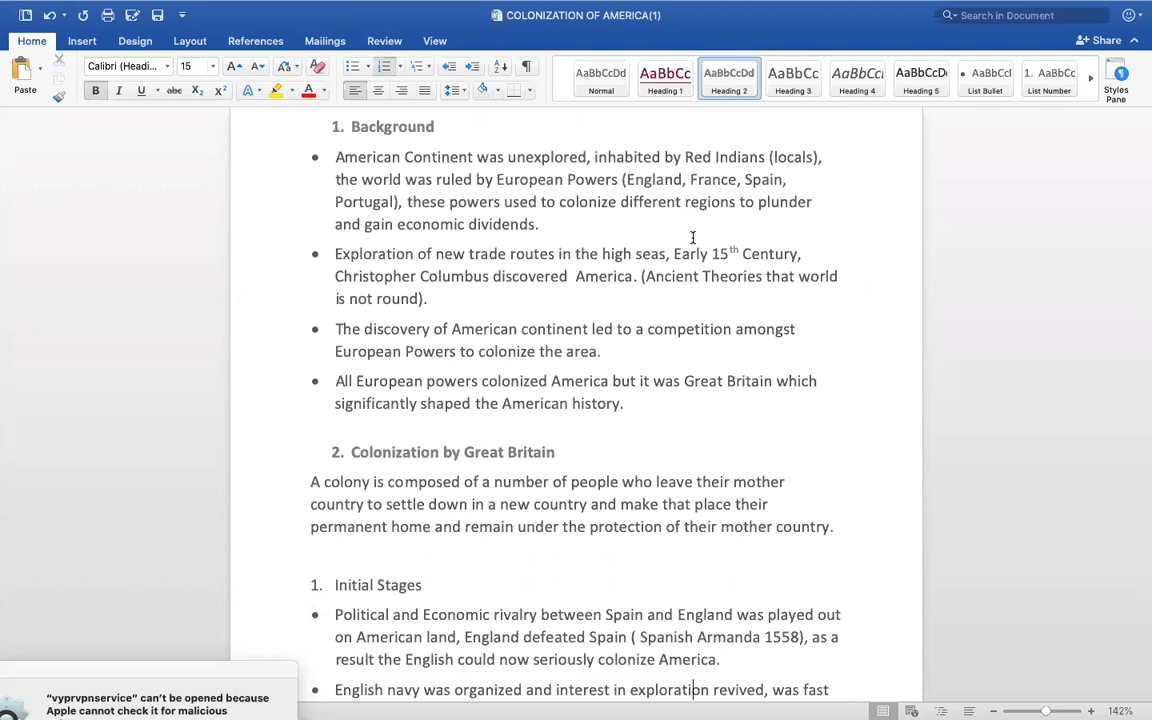 COLONIZATION OF AMERICA(1)
Search in Document
Home Insert Design Layout References Mailings Review View
Share
Paste
Calibri (Headi... 15
AaBbCcDd AaBbCc AaBbCcDd AaBbCc AaBbCcI AaBbCcD AaBbCcI 1. AaBbCc
Normal Heading 1 Heading 2 Heading 3 Heading 4 Heading 5 List Bullet List Number
Styles
Pane
1. Background
• American Continent was unexplored, inhabited by Red Indians (locals),
the world was ruled by European Powers (England, France, Spain,
Portugal), these powers used to colonize different regions to plunder
and gain economic dividends.
• Exploration of new trade routes in the high seas, Early 15th Century,
Christopher Columbus discovered America. (Ancient Theories that world
is not round).
• The discovery of American continent led to a competition amongst
European Powers to colonize the area.
• All European powers colonized America but it was Great Britain which
significantly shaped the American history.
2. Colonization by Great Britain
A colony is composed of a number of people who leave their mother
country to settle down in a new country and make that place their
permanent home and remain under the protection of their mother country.
1. Initial Stages
• Political and Economic rivalry between Spain and England was played out
on American land, England defeated Spain ( Spanish Armanda 1558), as a
result the English could now seriously colonize America.
• English navy was organized and interest in exploration revived, was fast
"vyprvpnservice" can't be opened because
Apple cannot check it for malicious
142%